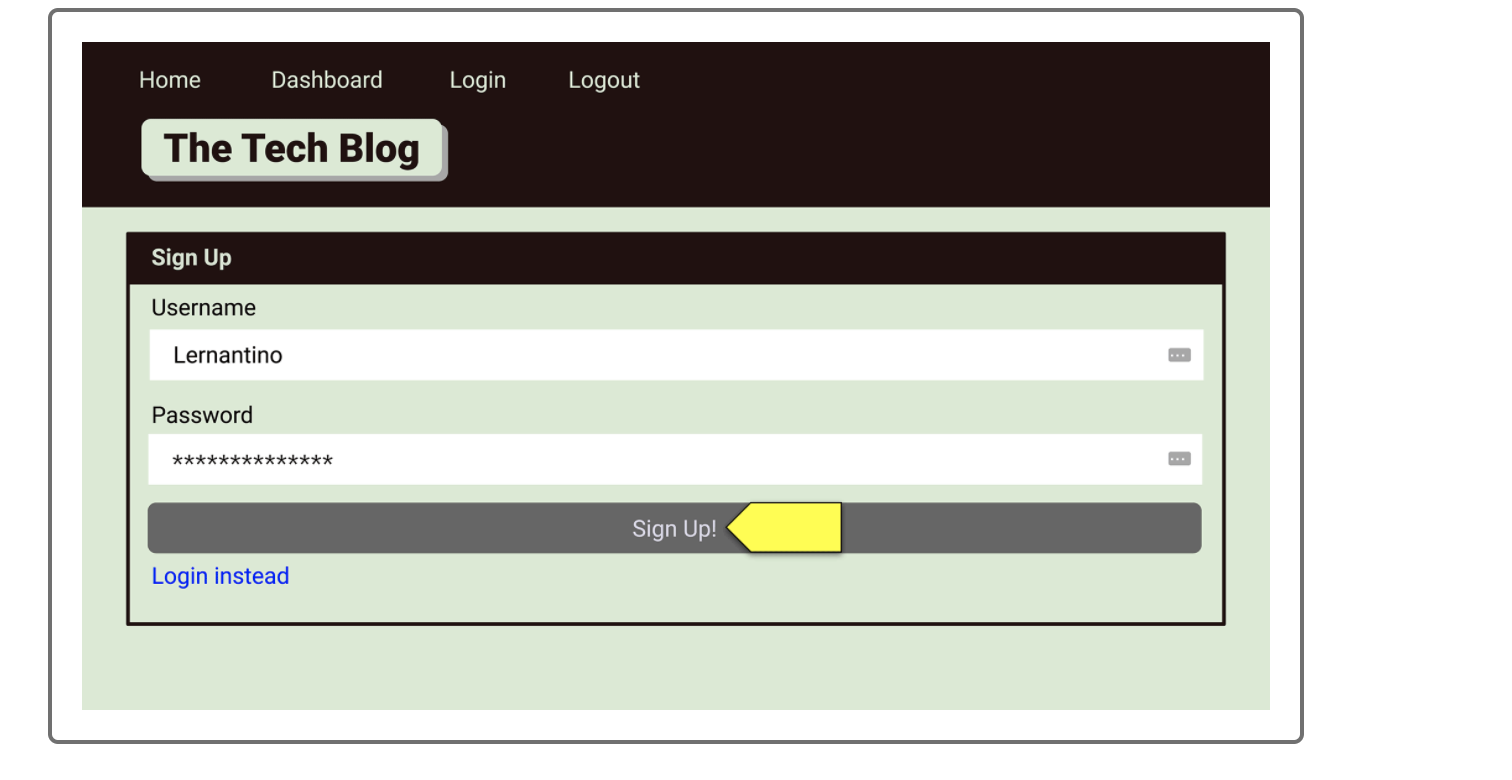 Home Dashboard Login Logout
The Tech Blog
Sign Up
Username
Lernantino
Password
**************
Sign Up!
Login instead